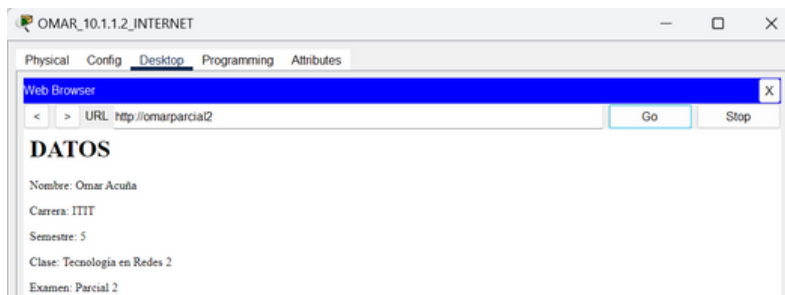 OMAR_10.1.1.2_INTERNET
Physical Config Desktop Programming Attributes
Web Browser X
< > URL http://omarparcial2 Go Stop
DATOS
Nombre: Omar Acuña
Carrera: ITIT
Semestre: 5
Clase: Tecnología en Redes 2
Examen: Parcial 2